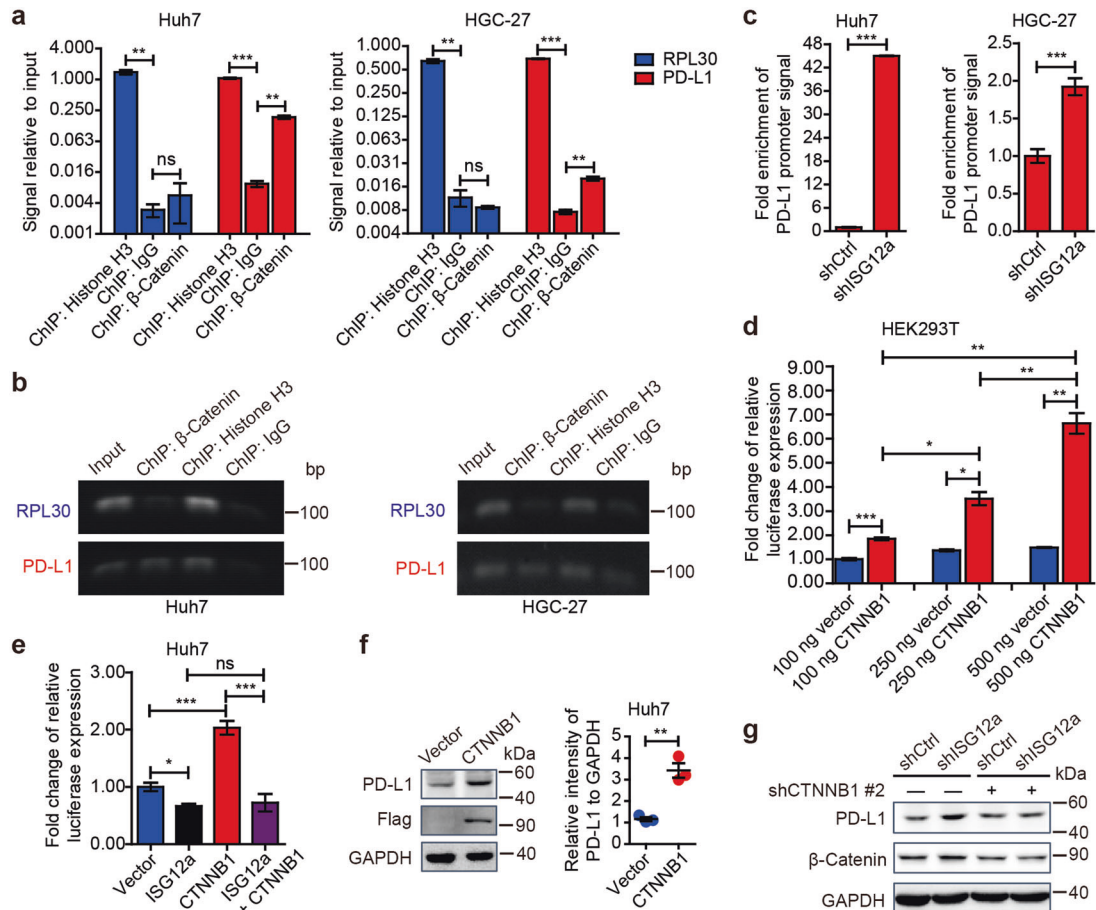 a
Huh7
HGC-27
Signal relative to input
4.000
1.000
0.250
0.063
0.016
0.004
0.001
**
ns
***
**
ChIP: Histone H3
ChIP: IgG
ChIP: β-Catenin
ChIP: Histone H3
ChIP: IgG
ChIP: β-Catenin
Signal relative to input
1.000
0.500
0.250
0.125
0.063
0.031
0.016
0.008
0.004
**
ns
***
**
ChIP: Histone H3
ChIP: IgG
ChIP: β-Catenin
ChIP: Histone H3
ChIP: IgG
ChIP: β-Catenin
RPL30
PD-L1
b
Input
ChIP: β-Catenin
ChIP: Histone H3
ChIP: IgG
bp
RPL30
100
PD-L1
100
Huh7
Input
ChIP: β-Catenin
ChIP: Histone H3
ChIP: IgG
bp
RPL30
100
PD-L1
100
HGC-27
c
Huh7
Fold enrichment of
PD-L1 promoter signal
48
42
36
30
24
18
12
6
0
***
shCtrl
shISG12a
HGC-27
Fold enrichment of
PD-L1 promoter signal
2.5
2.0
1.5
1.0
0.5
0.0
***
shCtrl
shISG12a
d
HEK293T
Fold change of relative
luciferase expression
9.00
8.00
7.00
6.00
5.00
4.00
3.00
2.00
1.00
0.00
**
**
**
*
*
***
100 ng vector
100 ng CTNNB1
250 ng vector
250 ng CTNNB1
500 ng vector
500 ng CTNNB1
e
Huh7
Fold change of relative
luciferase expression
3.00
2.00
1.00
0.00
ns
***
***
*
Vector
ISG12a
CTNNB1
ISG12a
+ CTNNB1
f
Vector
CTNNB1
kDa
PD-L1
60
40
Flag
90
GAPDH
40
Huh7
Relative intensity of
PD-L1 to GAPDH
5
4
3
2
1
0
**
Vector
CTNNB1
g
shCtrl
shISG12a
shCtrl
shISG12a
kDa
shCTNNB1 #2 — — + +
PD-L1
60
40
β-Catenin
90
GAPDH
40